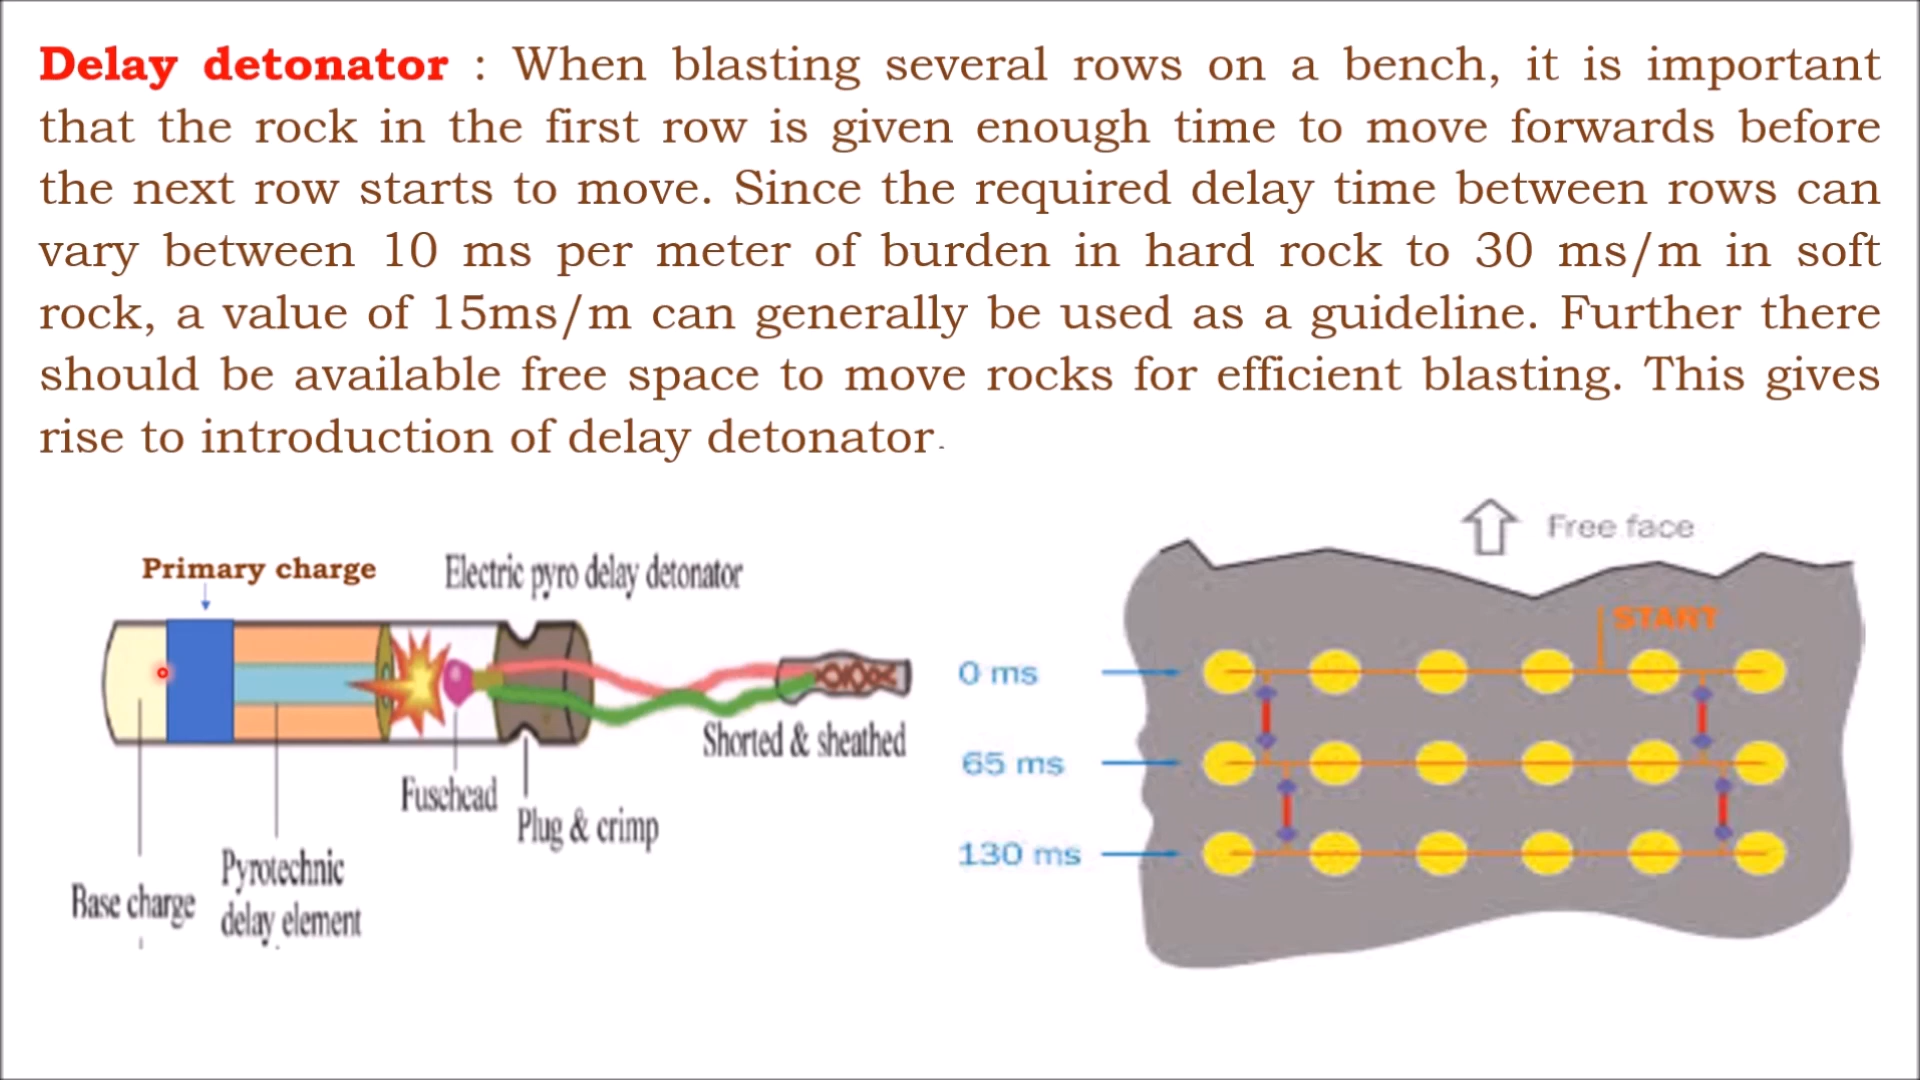 Delay detonator : When blasting several rows on a bench, it is important
that the rock in the first row is given enough time to move forwards before
the next row starts to move. Since the required delay time between rows can
vary between 10 ms per meter of burden in hard rock to 30 ms/m in soft
rock, a value of 15ms/m can generally be used as a guideline. Further there
should be available free space to move rocks for efficient blasting. This gives
rise to introduction of delay detonator.
Primary charge
Electric pyro delay detonator
Shorted & sheathed
Fusehead
Plug & crimp
Pyrotechnic
delay element
Base charge
Free face
START
0 ms
65 ms
130 ms